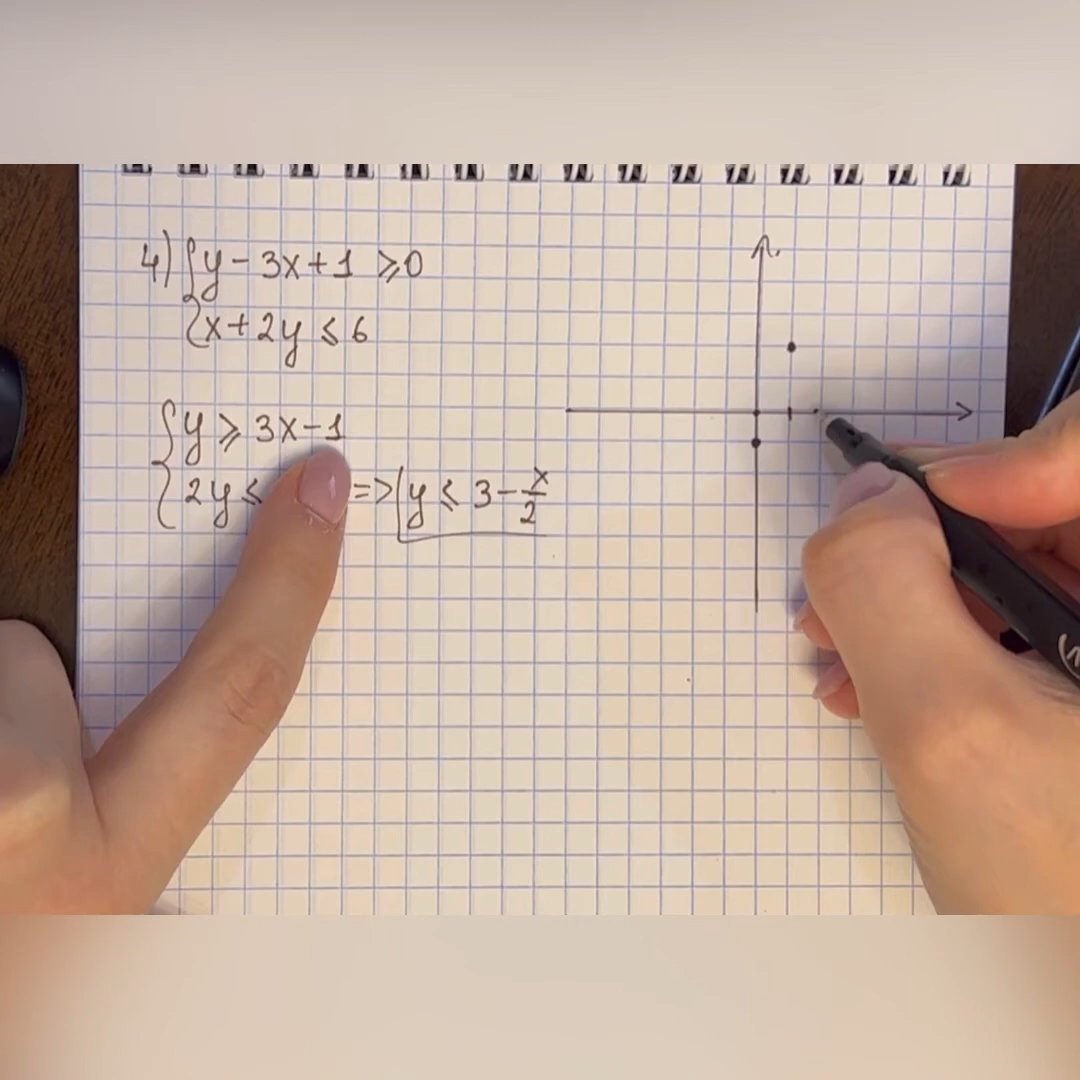 4) { y - 3x + 1 ⩾ 0
{ x + 2y ⩽ 6
{ y ⩾ 3x - 1
{ 2y ⩽ => y ⩽ 3 - x/2